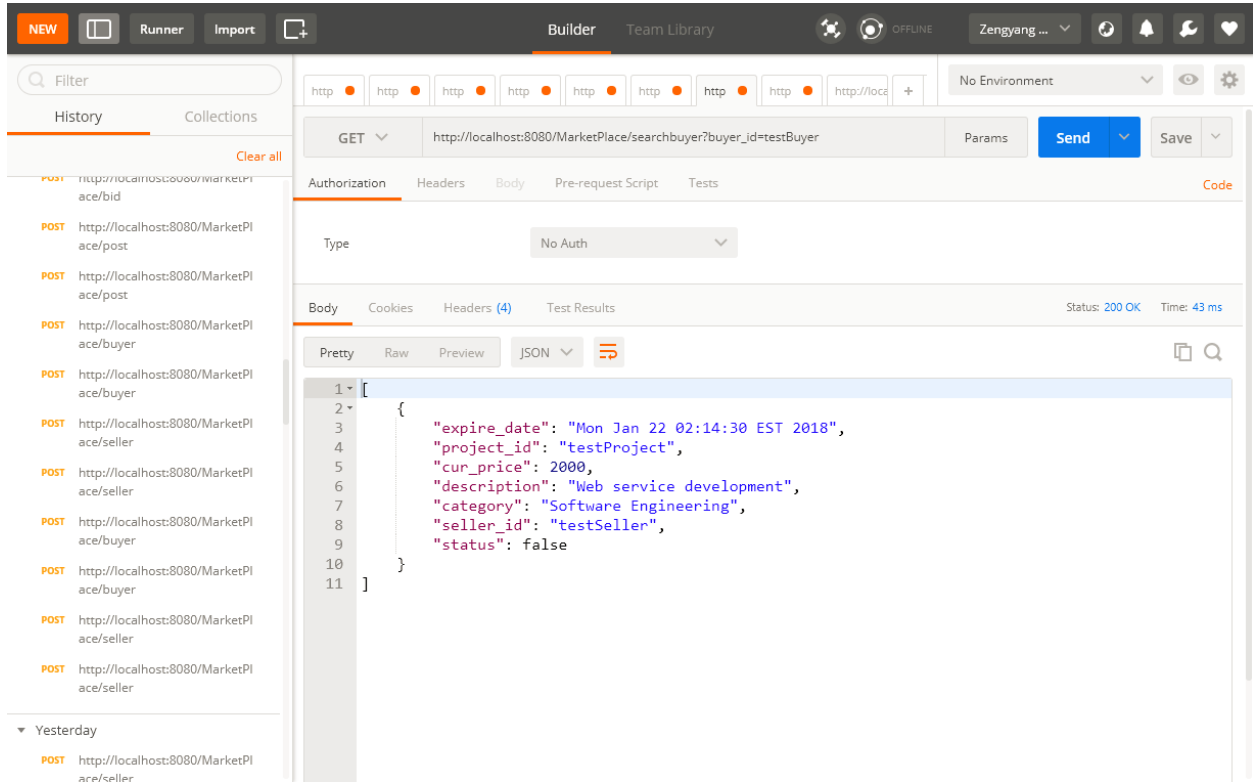 NEW Runner Import Builder Team Library OFFLINE Zengyang ...
Filter
History Collections
Clear all
POST http://localhost:8080/MarketPl
ace/bid
POST http://localhost:8080/MarketPl
ace/post
POST http://localhost:8080/MarketPl
ace/post
POST http://localhost:8080/MarketPl
ace/buyer
POST http://localhost:8080/MarketPl
ace/buyer
POST http://localhost:8080/MarketPl
ace/seller
POST http://localhost:8080/MarketPl
ace/seller
POST http://localhost:8080/MarketPl
ace/buyer
POST http://localhost:8080/MarketPl
ace/buyer
POST http://localhost:8080/MarketPl
ace/seller
POST http://localhost:8080/MarketPl
ace/seller
Yesterday
POST http://localhost:8080/MarketPl
ace/seller
http http http http http http http http http://loca + No Environment
GET http://localhost:8080/MarketPlace/searchbuyer?buyer_id=testBuyer Params Send Save
Authorization Headers Body Pre-request Script Tests Code
Type No Auth
Body Cookies Headers (4) Test Results Status: 200 OK Time: 43 ms
Pretty Raw Preview JSON
1 [
2 {
3 "expire_date": "Mon Jan 22 02:14:30 EST 2018",
4 "project_id": "testProject",
5 "cur_price": 2000,
6 "description": "Web service development",
7 "category": "Software Engineering",
8 "seller_id": "testSeller",
9 "status": false
10 }
11 ]